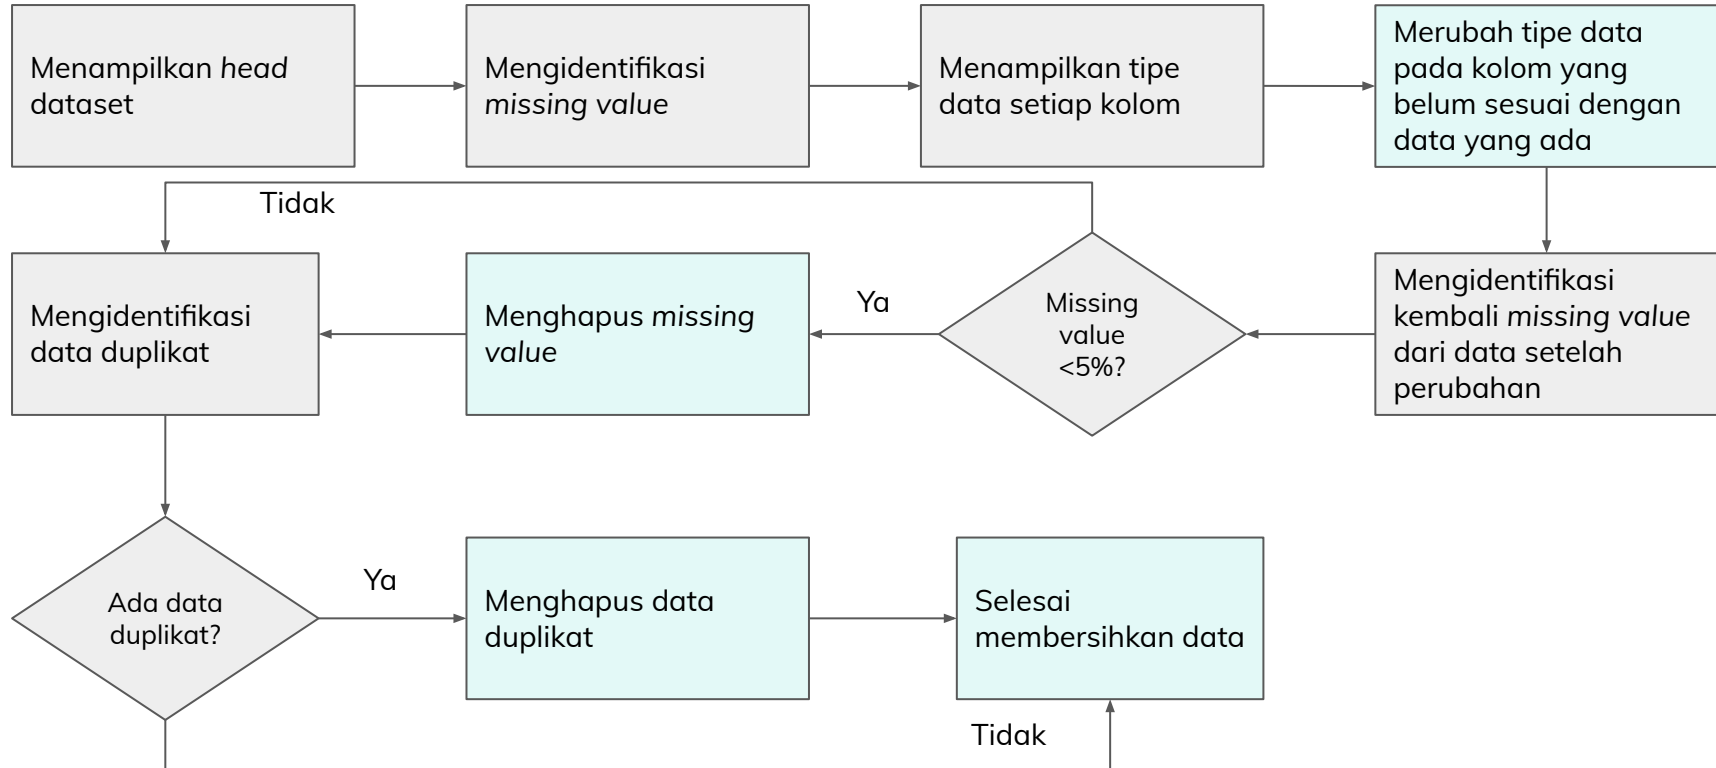 Menampilkan head
dataset
Mengidentifikasi
missing value
Menampilkan tipe
data setiap kolom
Merubah tipe data
pada kolom yang
belum sesuai dengan
data yang ada
Tidak
Mengidentifikasi
data duplikat
Menghapus missing
value
Ya
Missing
value
<5%?
Mengidentifikasi
kembali missing value
dari data setelah
perubahan
Ada data
duplikat?
Ya
Menghapus data
duplikat
Selesai
membersihkan data
Tidak